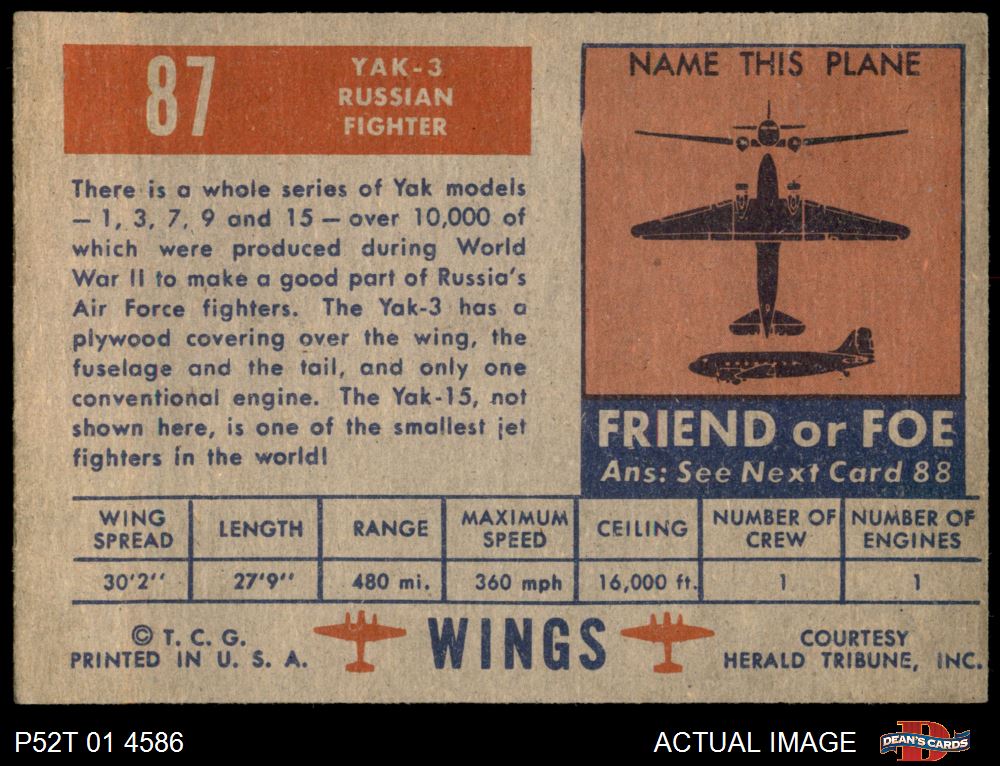 87
YAK-3
RUSSIAN
FIGHTER
There is a whole series of Yak models
— 1, 3, 7, 9 and 15 — over 10,000 of
which were produced during World
War II to make a good part of Russia's
Air Force fighters. The Yak-3 has a
plywood covering over the wing, the
fuselage and the tail, and only one
conventional engine. The Yak-15, not
shown here, is one of the smallest jet
fighters in the world!
NAME THIS PLANE
FRIEND or FOE
Ans: See Next Card 88
WING SPREAD LENGTH RANGE MAXIMUM SPEED CEILING NUMBER OF CREW NUMBER OF ENGINES
30'2'' 27'9'' 480 mi. 360 mph 16,000 ft. 1 1
© T. C. G.
PRINTED IN U. S. A.
WINGS
COURTESY
HERALD TRIBUNE, INC.
P52T 01 4586
ACTUAL IMAGE
D
DEAN'S CARDS